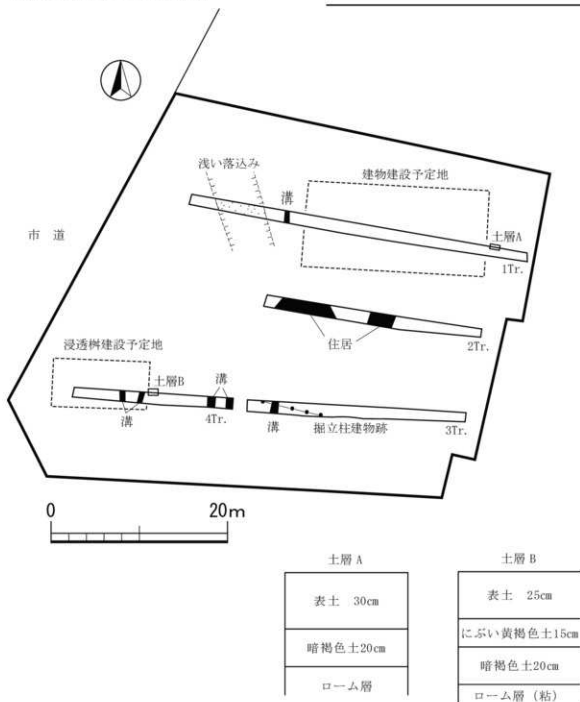 浅い落込み
建物建設予定地
溝
市道
土層A
1Tr.
住居
2Tr.
浸透桝建設予定地
土層B
溝
溝
4Tr.
溝
掘立柱建物跡
3Tr.
0 20m
土層A
表土 30cm
暗褐色土20cm
ローム層
土層B
表土 25cm
にぶい黄褐色土15cm
暗褐色土20cm
ローム層（粘）